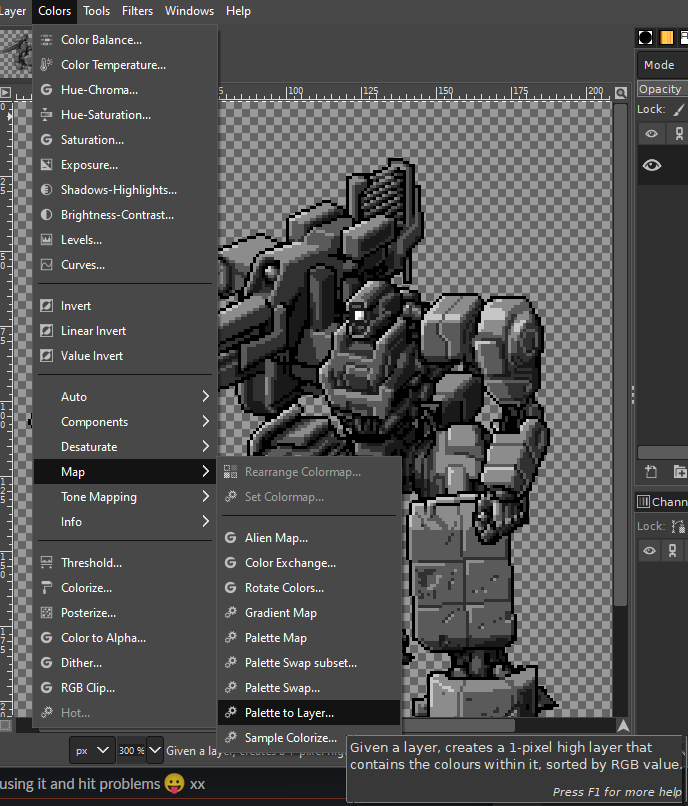 Layer Colors Tools Filters Windows Help
Color Balance...
Color Temperature...
Hue-Chroma...
Hue-Saturation...
Saturation...
Exposure...
Shadows-Highlights...
Brightness-Contrast...
Levels...
Curves...
Invert
Linear Invert
Value Invert
Auto
Components
Desaturate
Map
Tone Mapping
Info
Threshold...
Colorize...
Posterize...
Color to Alpha...
Dither...
RGB Clip...
Hot...
Rearrange Colormap...
Set Colormap...
Alien Map...
Color Exchange...
Rotate Colors...
Gradient Map
Palette Map
Palette Swap subset...
Palette Swap...
Palette to Layer...
Sample Colorize...
100 125 150 175 200
Mode
Opacity
Lock:
Chann
Lock:
px 300 % Given a layer, creates a 1-pixel hig
Given a layer, creates a 1-pixel high layer that
contains the colours within it, sorted by RGB value.
Press F1 for more help
using it and hit problems 😛 xx